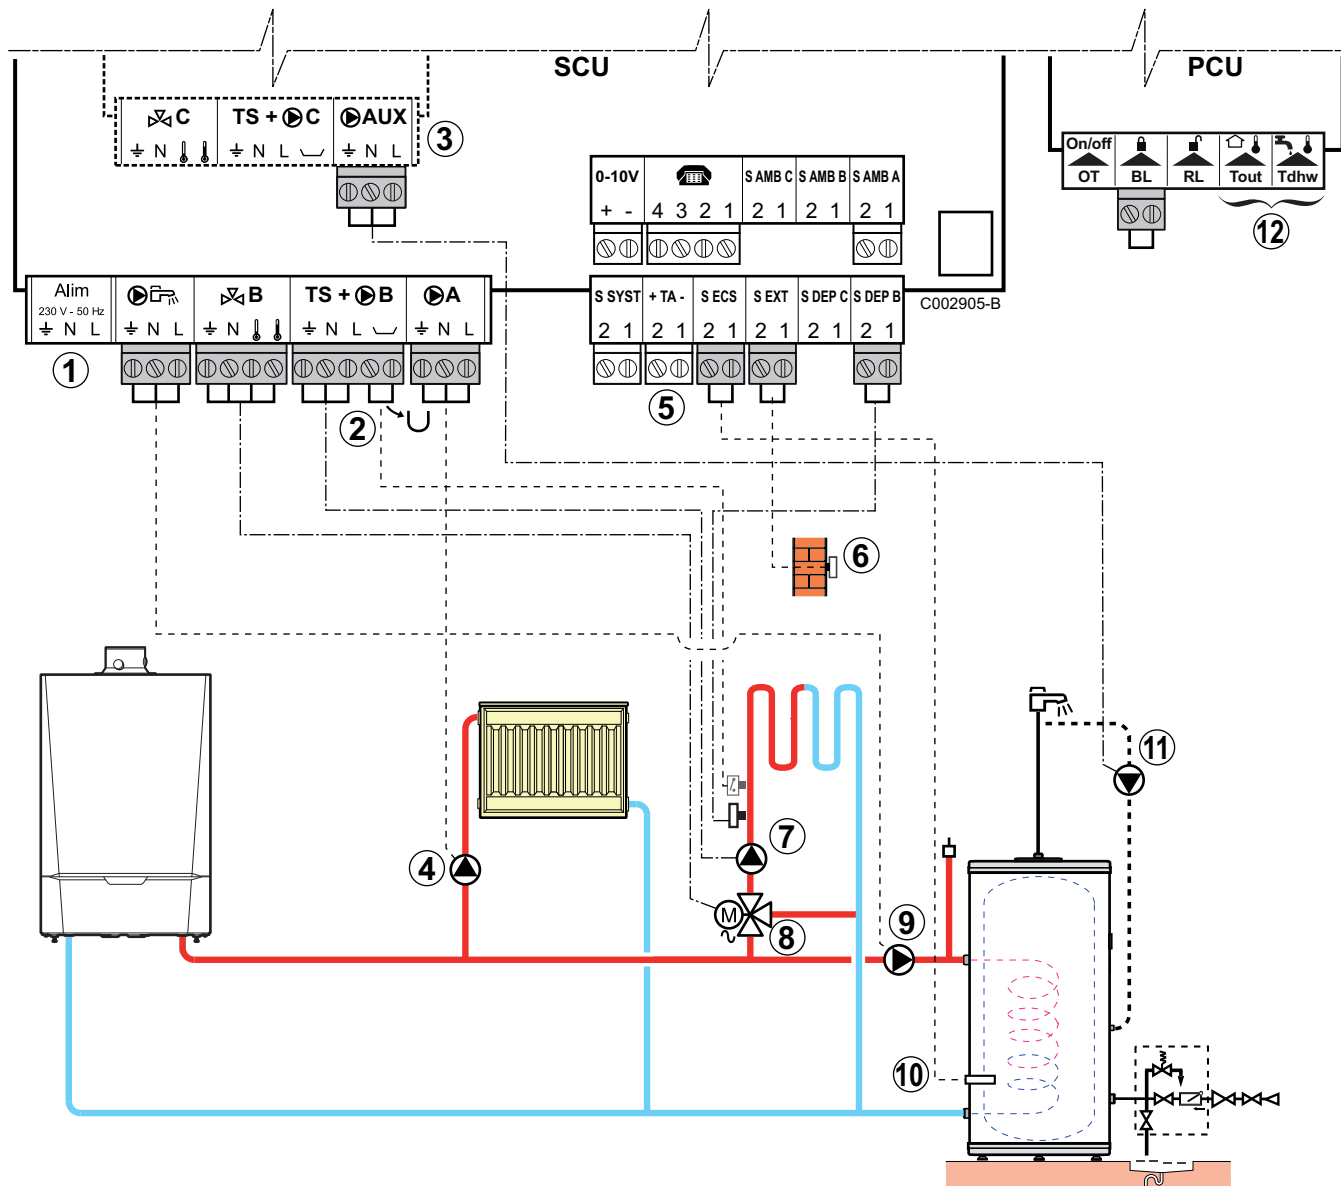 SCU
PCU
C
TS + C
AUX
N
N L
N L
3
0-10V
S AMB C
S AMB B
S AMB A
+ -
4 3 2 1
2 1
2 1
2 1
On/off
OT
BL
RL
Tout
Tdhw
12
C002905-B
Alim
230 V - 50 Hz
N L
N L
B
N
TS + B
N L
A
N L
S SYST
+ TA -
S ECS
S EXT
S DEP C
S DEP B
2 1
2 1
2 1
2 1
2 1
2 1
1
2
5
6
11
7
4
M
8
9
10